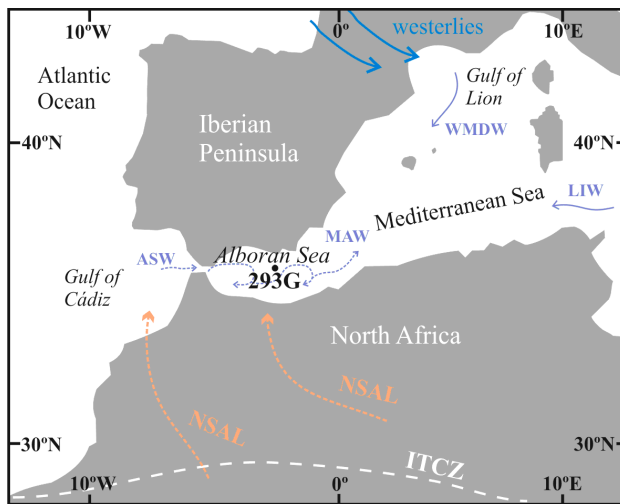 10ºW
0º
10ºE
westerlies
Atlantic
Ocean
Gulf of
Lion
40ºN
40ºN
Iberian
Peninsula
WMDW
LIW
Mediterranean Sea
MAW
ASW
Alboran Sea
293G
Gulf of
Cádiz
North Africa
NSAL
NSAL
30ºN
30ºN
ITCZ
10ºW
0º
10ºE